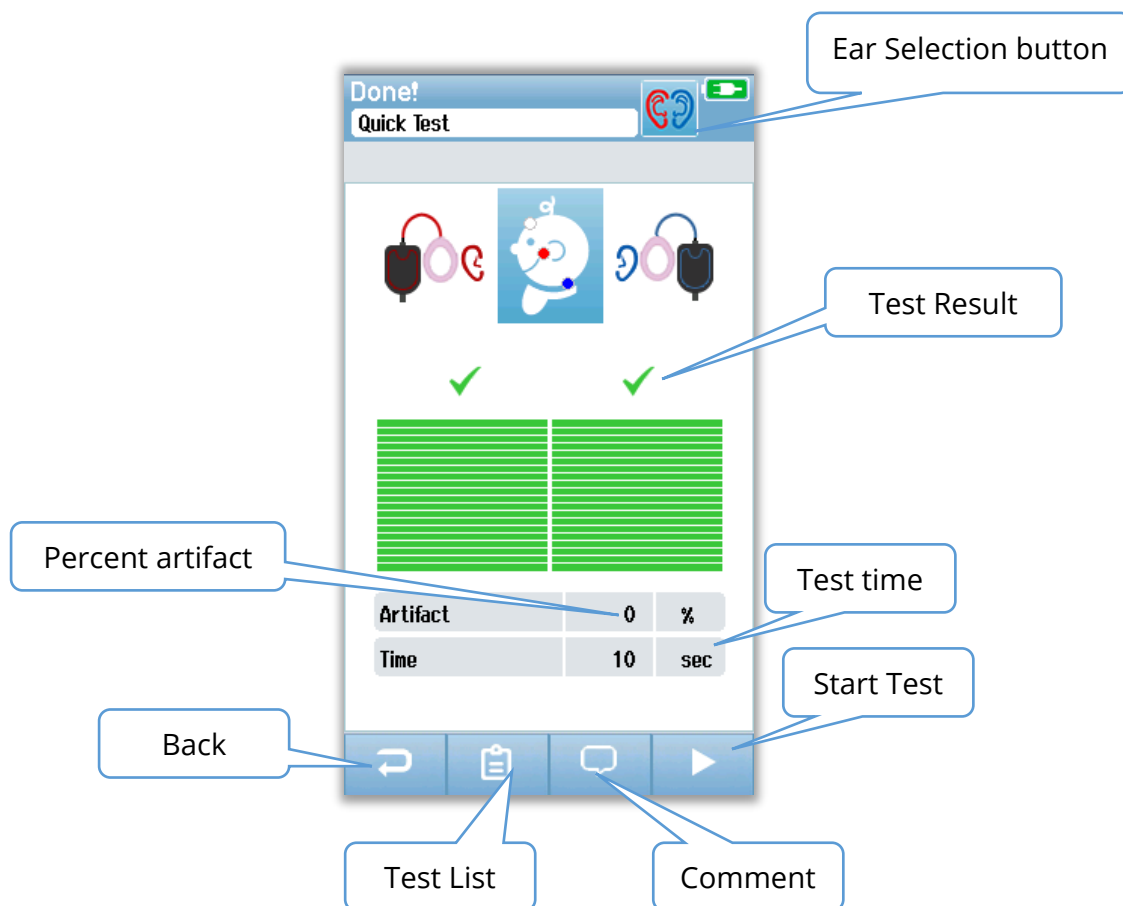 Ear Selection button
Done!
Quick Test
Test Result
Percent artifact
Test time
Artifact 0 %
Time 10 sec
Start Test
Back
Test List
Comment